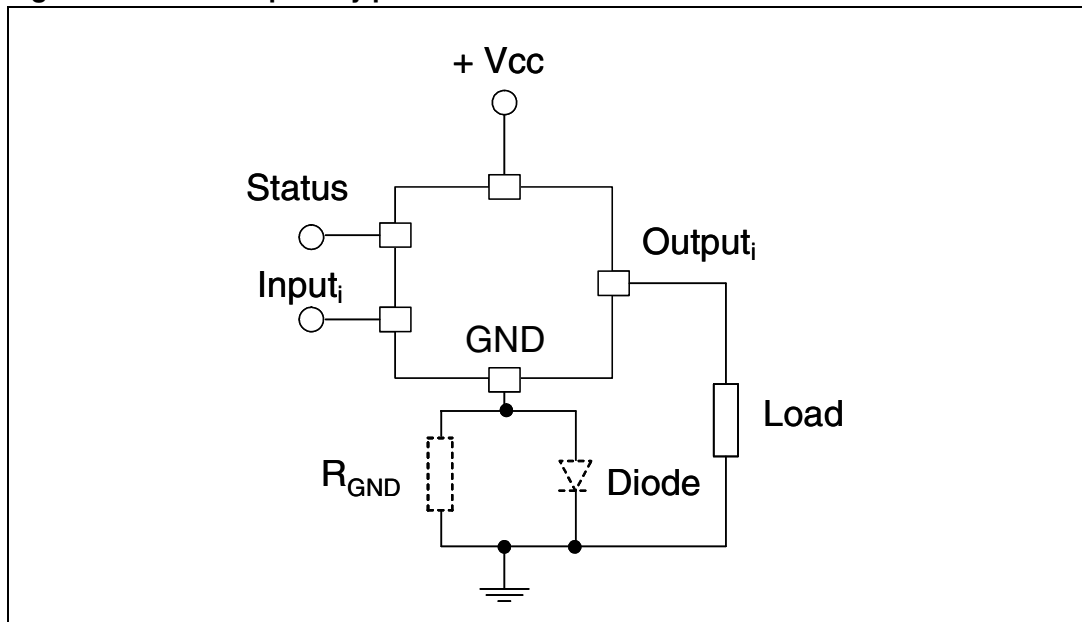 + Vcc
Status
Outputᵢ
Inputᵢ
GND
Load
R_GND
Diode